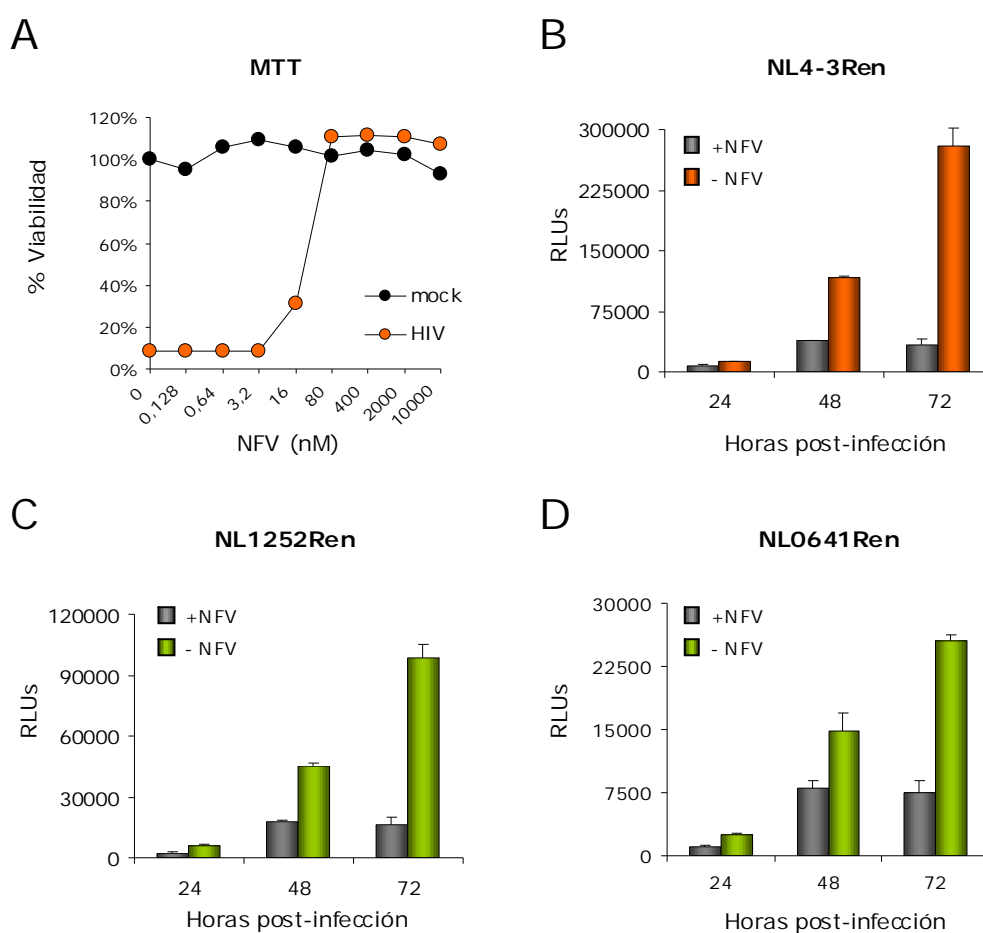 A
MTT
120%
100%
80%
60%
40%
20%
0%
% Viabilidad
mock
HIV
0
0,128
0,64
3,2
16
80
400
2000
10000
NFV (nM)
B
NL4-3Ren
300000
225000
150000
75000
0
RLUs
+NFV
- NFV
24
48
72
Horas post-infección
C
NL1252Ren
120000
90000
60000
30000
0
RLUs
+NFV
- NFV
24
48
72
Horas post-infección
D
NL0641Ren
30000
22500
15000
7500
0
RLUs
+NFV
- NFV
24
48
72
Horas post-infección